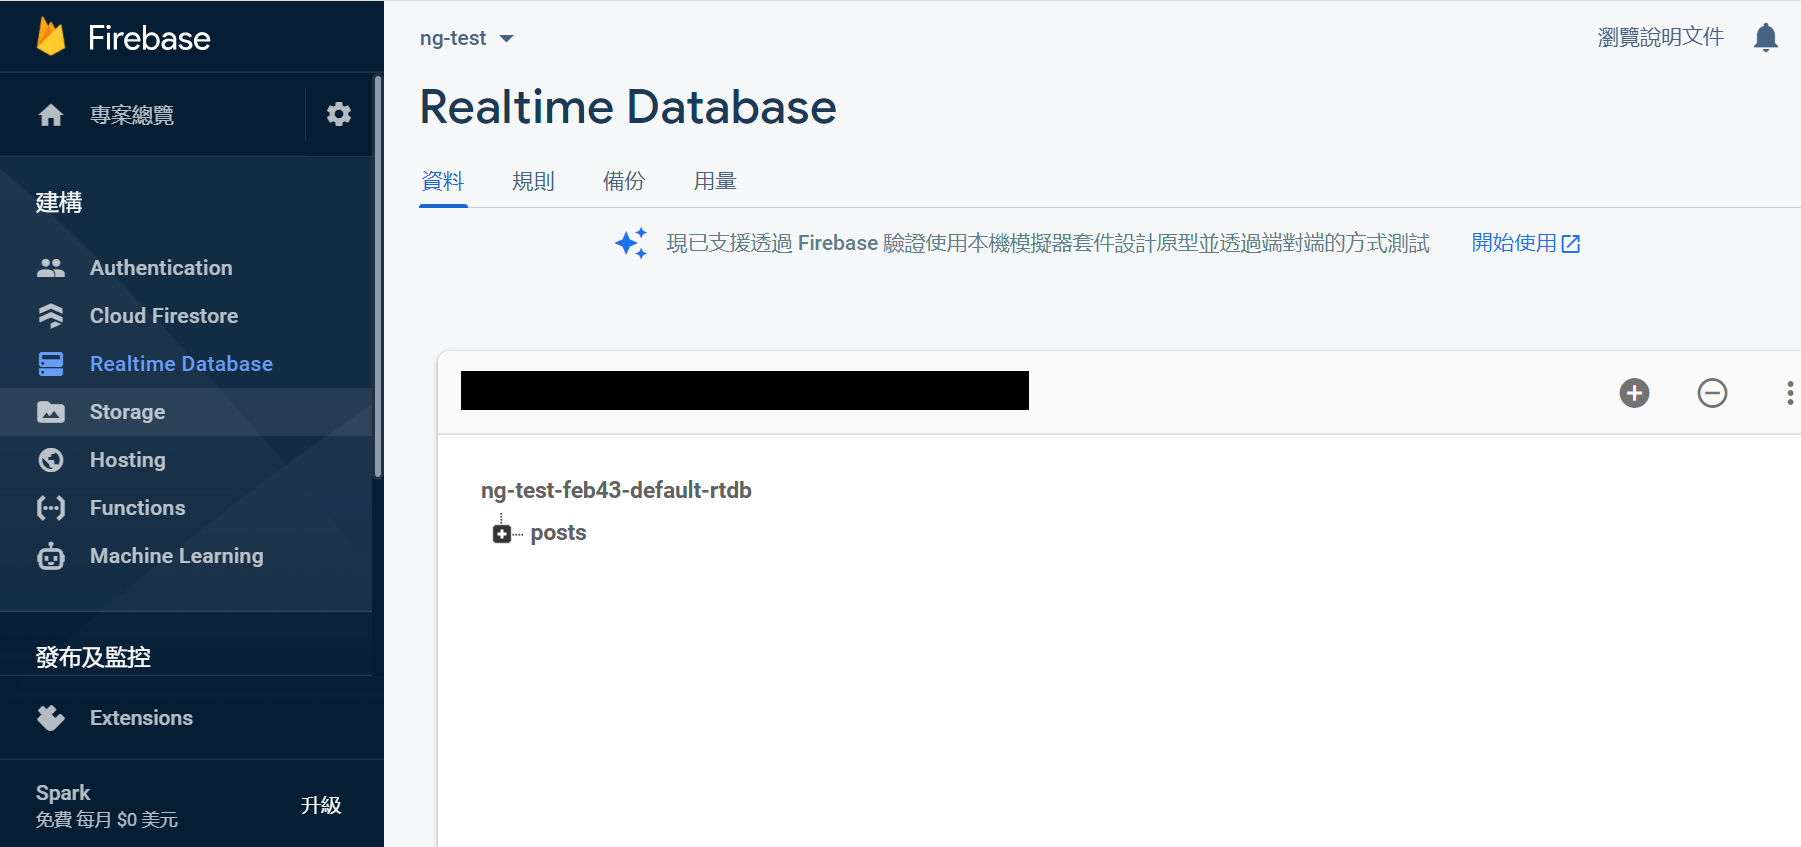 Firebase
專案總覽
建構
Authentication
Cloud Firestore
Realtime Database
Storage
Hosting
Functions
Machine Learning
發布及監控
Extensions
Spark
免費 每月 $0 美元
升級
ng-test
瀏覽說明文件
Realtime Database
資料 規則 備份 用量
現已支援透過 Firebase 驗證使用本機模擬器套件設計原型並透過端對端的方式測試 開始使用
ng-test-feb43-default-rtdb
posts